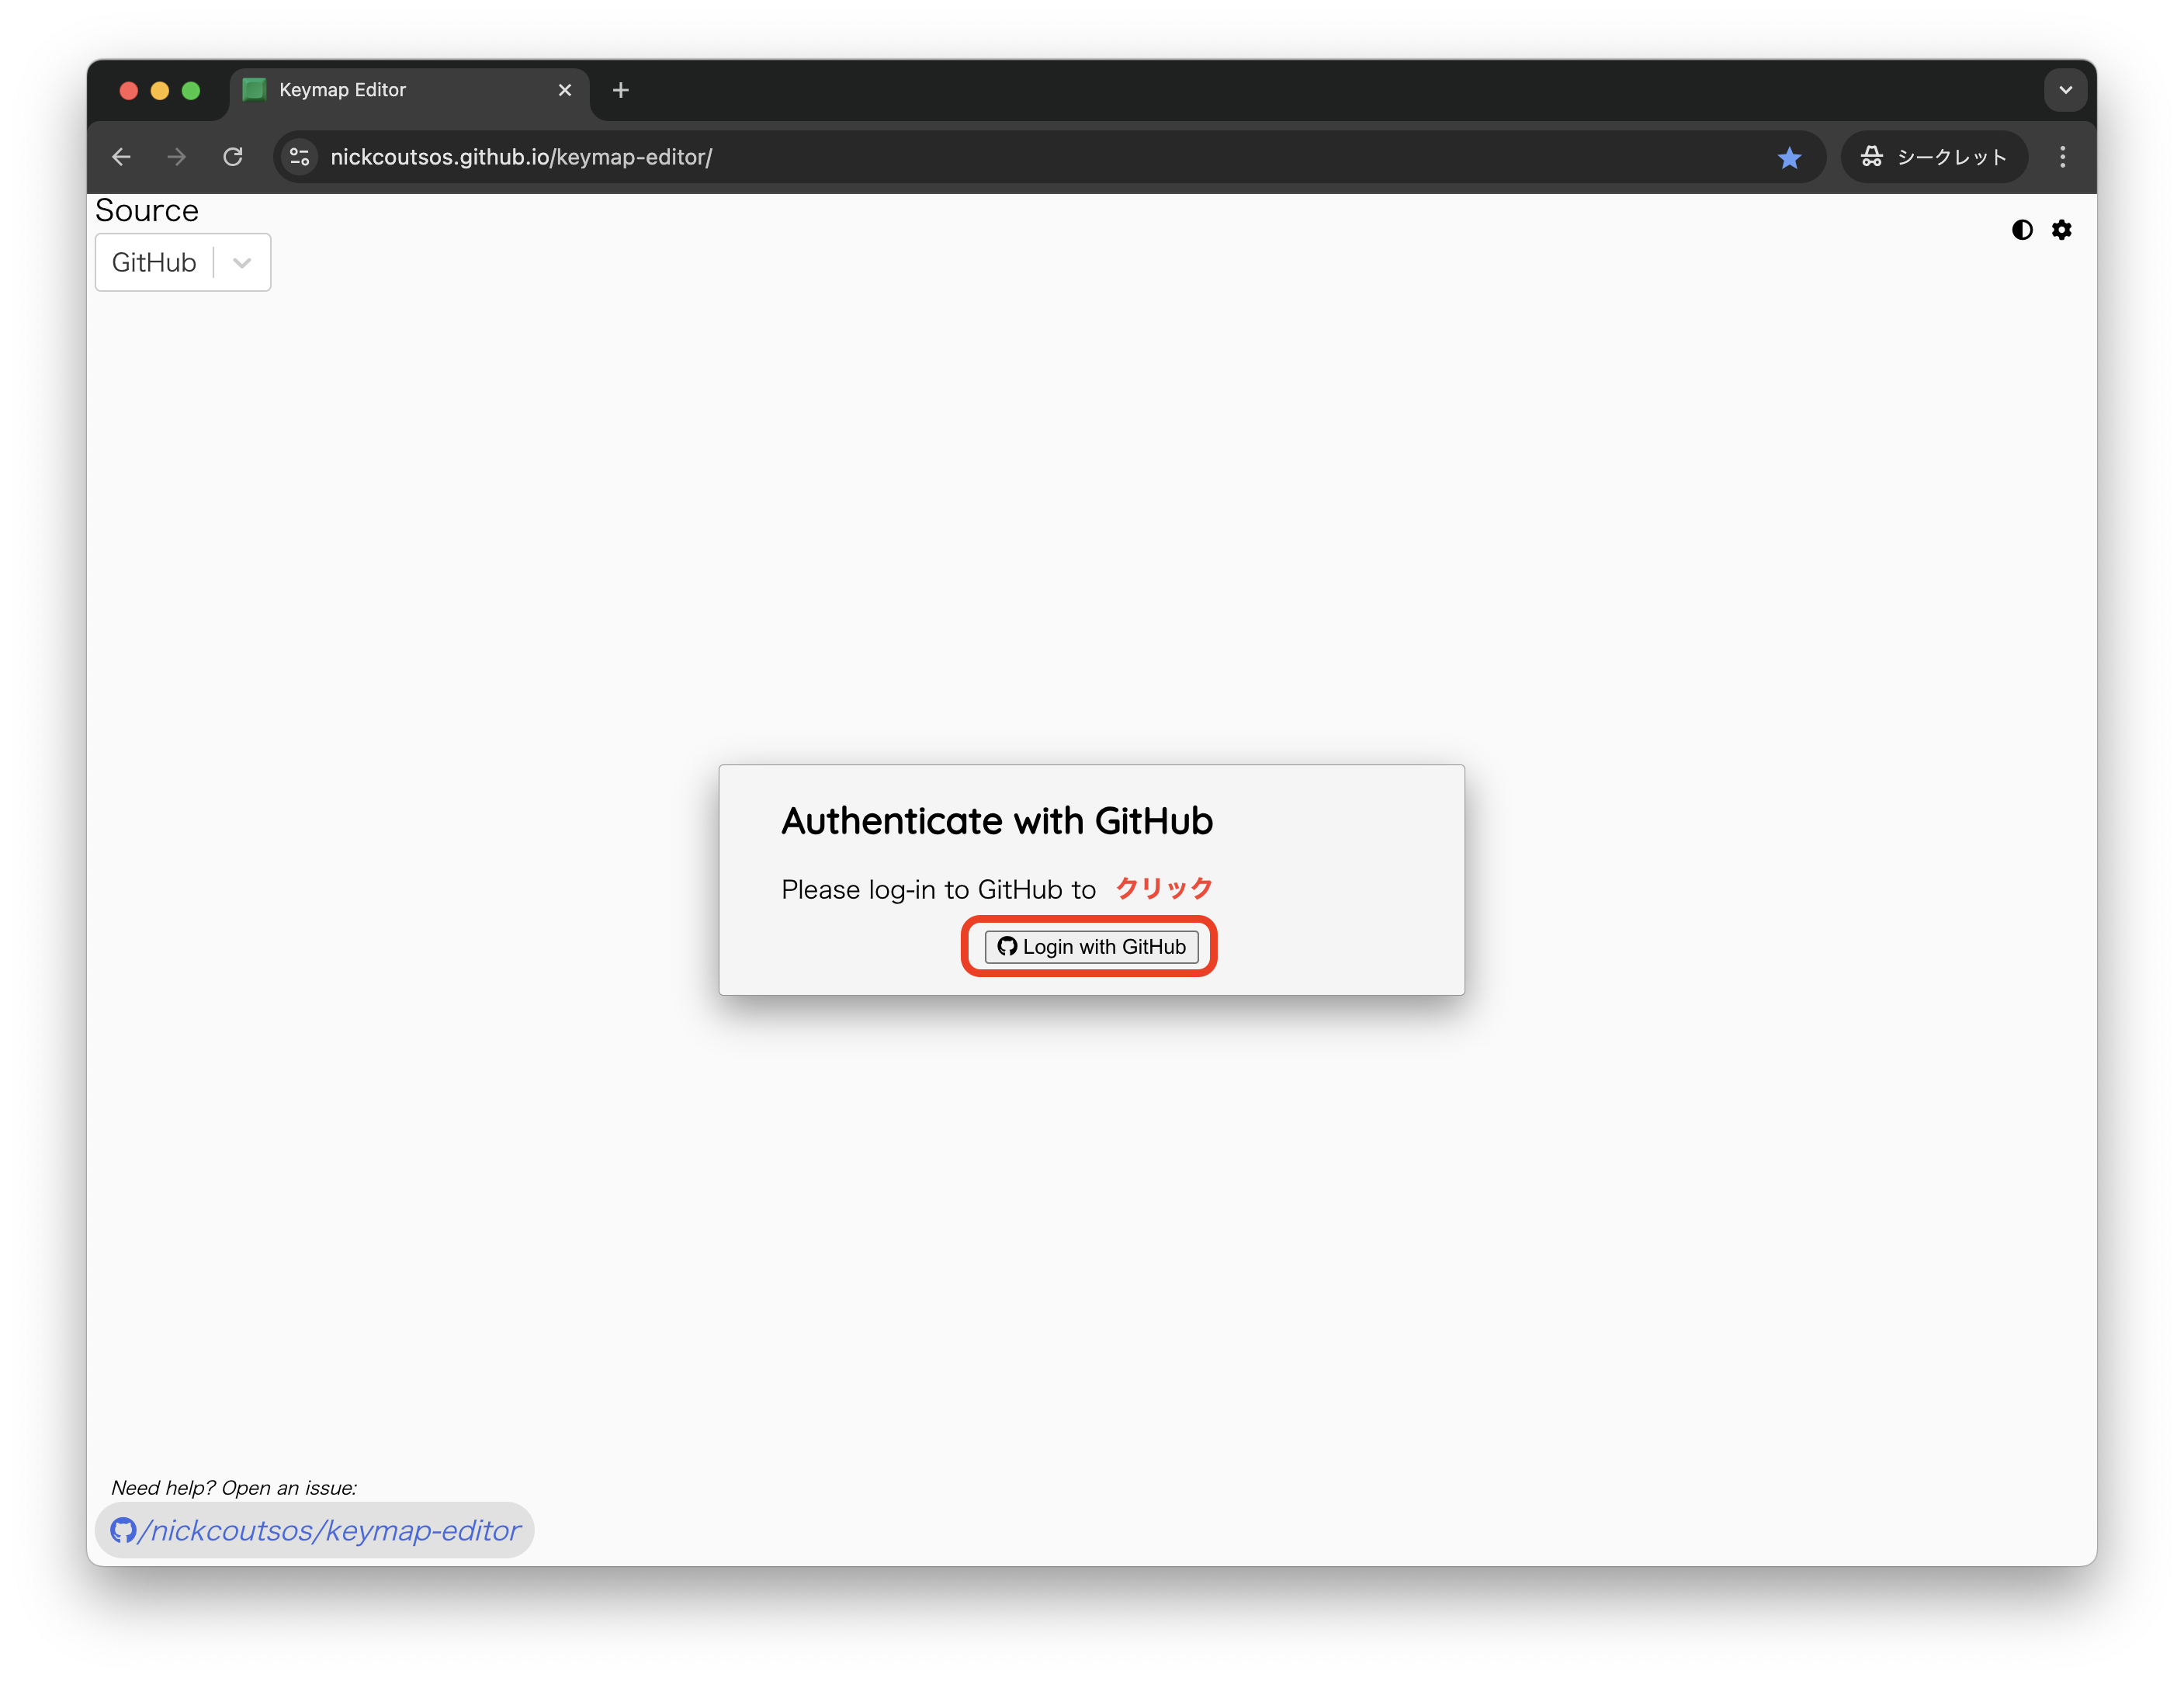 Keymap Editor
nickcoutsos.github.io/keymap-editor/
シークレット
Source
GitHub
Authenticate with GitHub
Please log-in to GitHub to クリック
Login with GitHub
Need help? Open an issue:
/nickcoutsos/keymap-editor